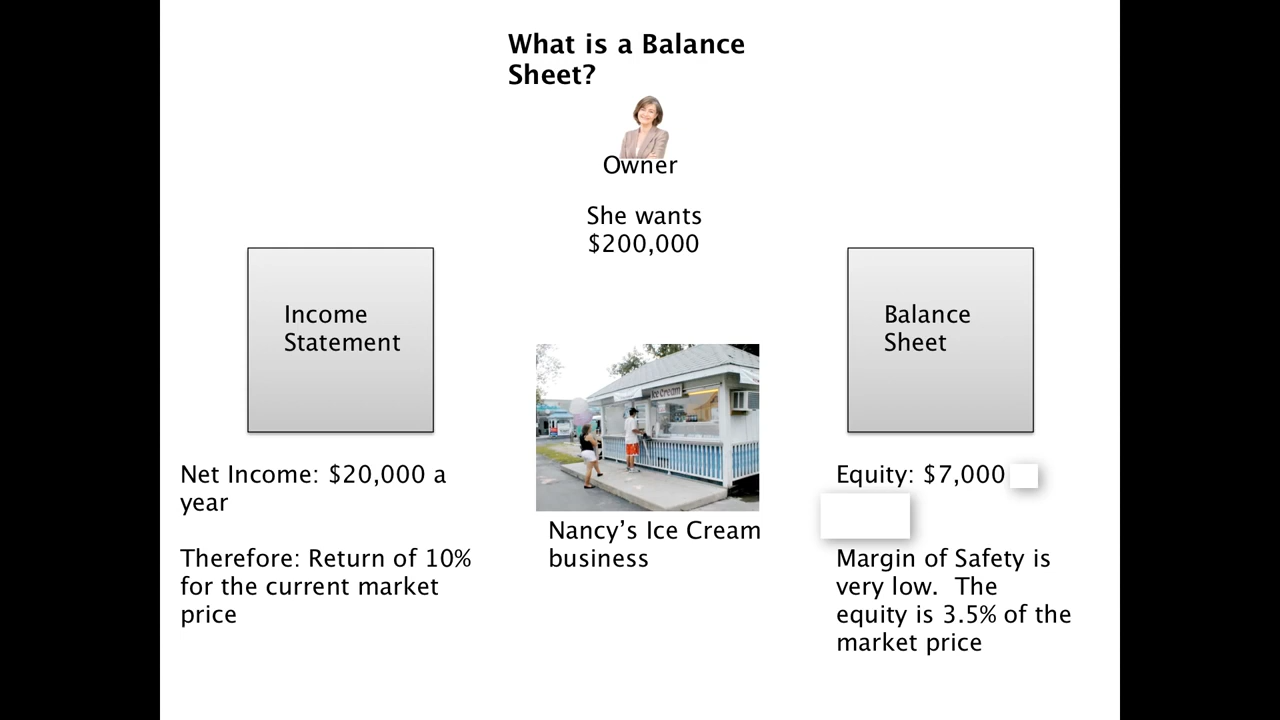 What is a Balance
Sheet?
Owner
She wants
$200,000
Income
Statement
Balance
Sheet
Ice Cream
Net Income: $20,000 a
year
Therefore: Return of 10%
for the current market
price
Nancy’s Ice Cream
business
Equity: $7,000
Margin of Safety is
very low.  The
equity is 3.5% of the
market price